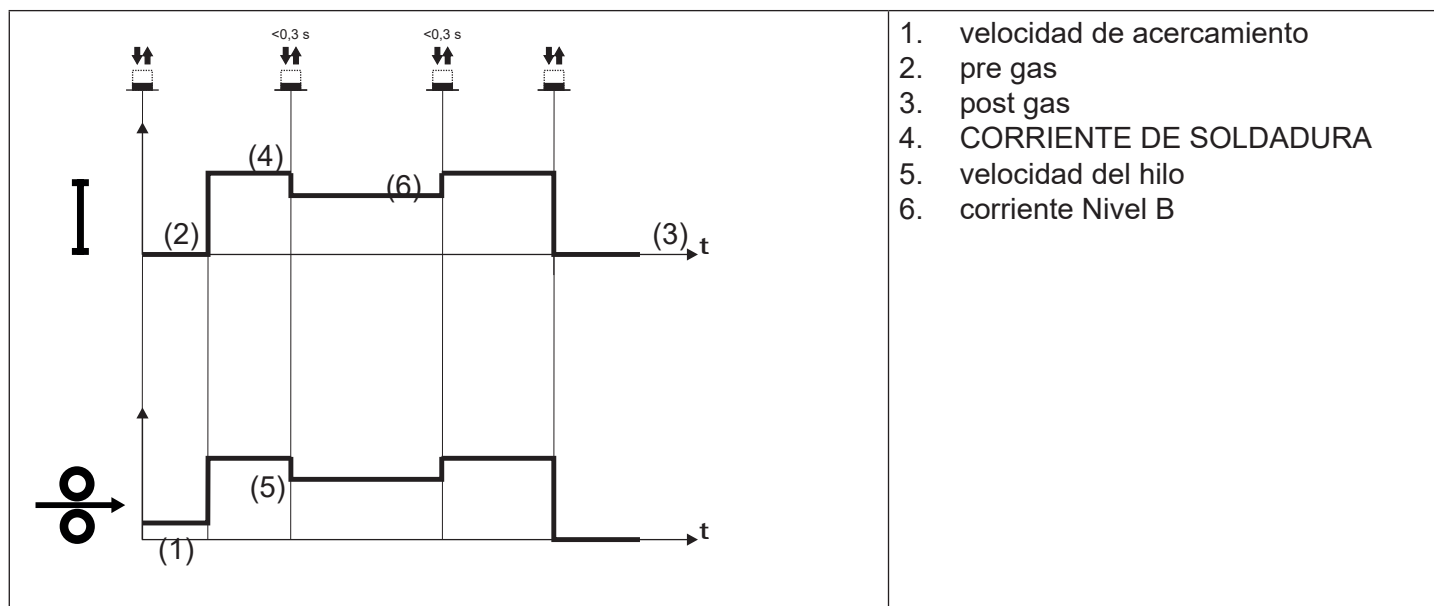 <0,3 s
<0,3 s
(4)
(6)
(2)
(3)
t
(5)
t
(1)
1. velocidad de acercamiento
2. pre gas
3. post gas
4. CORRIENTE DE SOLDADURA
5. velocidad del hilo
6. corriente Nivel B